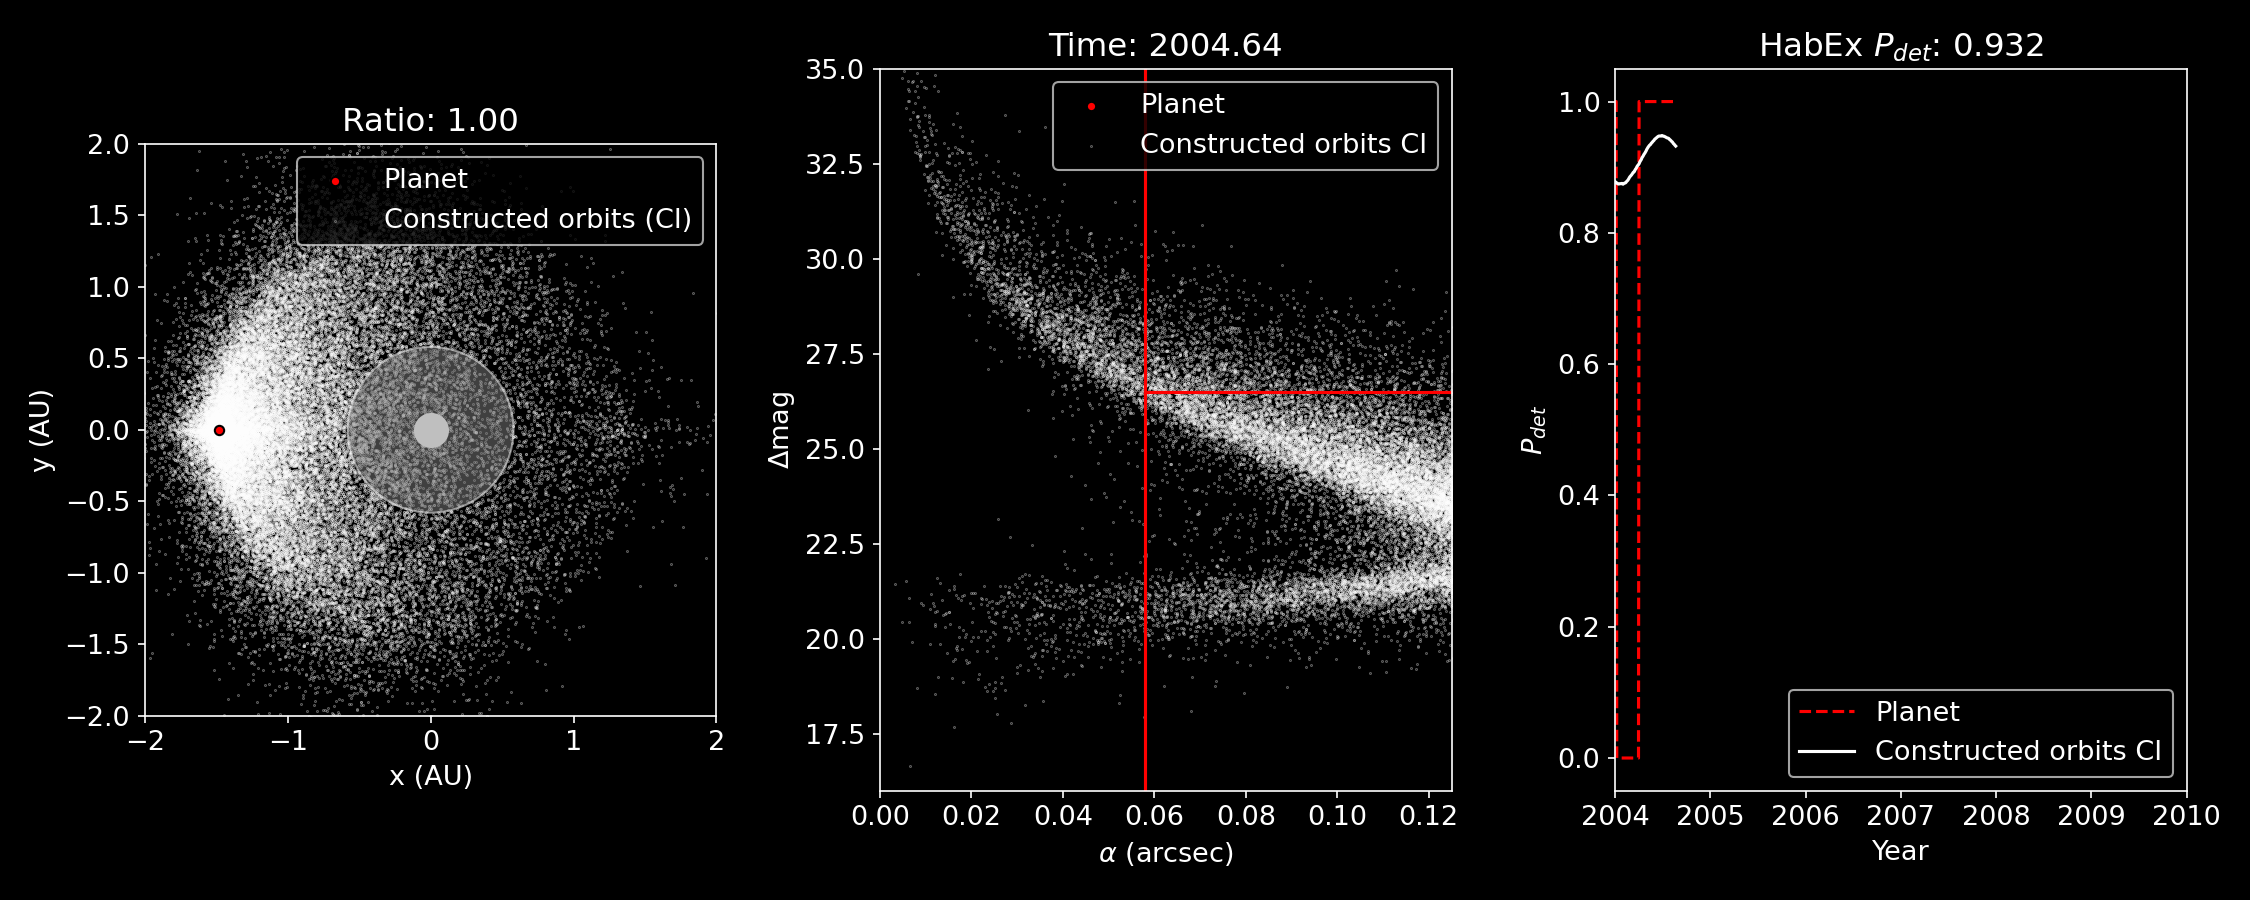 Ratio: 1.00
Planet
Constructed orbits (CI)
2.0
1.5
1.0
0.5
0.0
−0.5
−1.0
−1.5
−2.0
y (AU)
−2 −1 0 1 2
x (AU)
Time: 2004.64
Planet
Constructed orbits CI
35.0
32.5
30.0
27.5
25.0
22.5
20.0
17.5
Δmag
0.00 0.02 0.04 0.06 0.08 0.10 0.12
α (arcsec)
HabEx P_det: 0.932
1.0
0.8
0.6
0.4
0.2
0.0
P_det
Planet
Constructed orbits CI
2004 2005 2006 2007 2008 2009 2010
Year